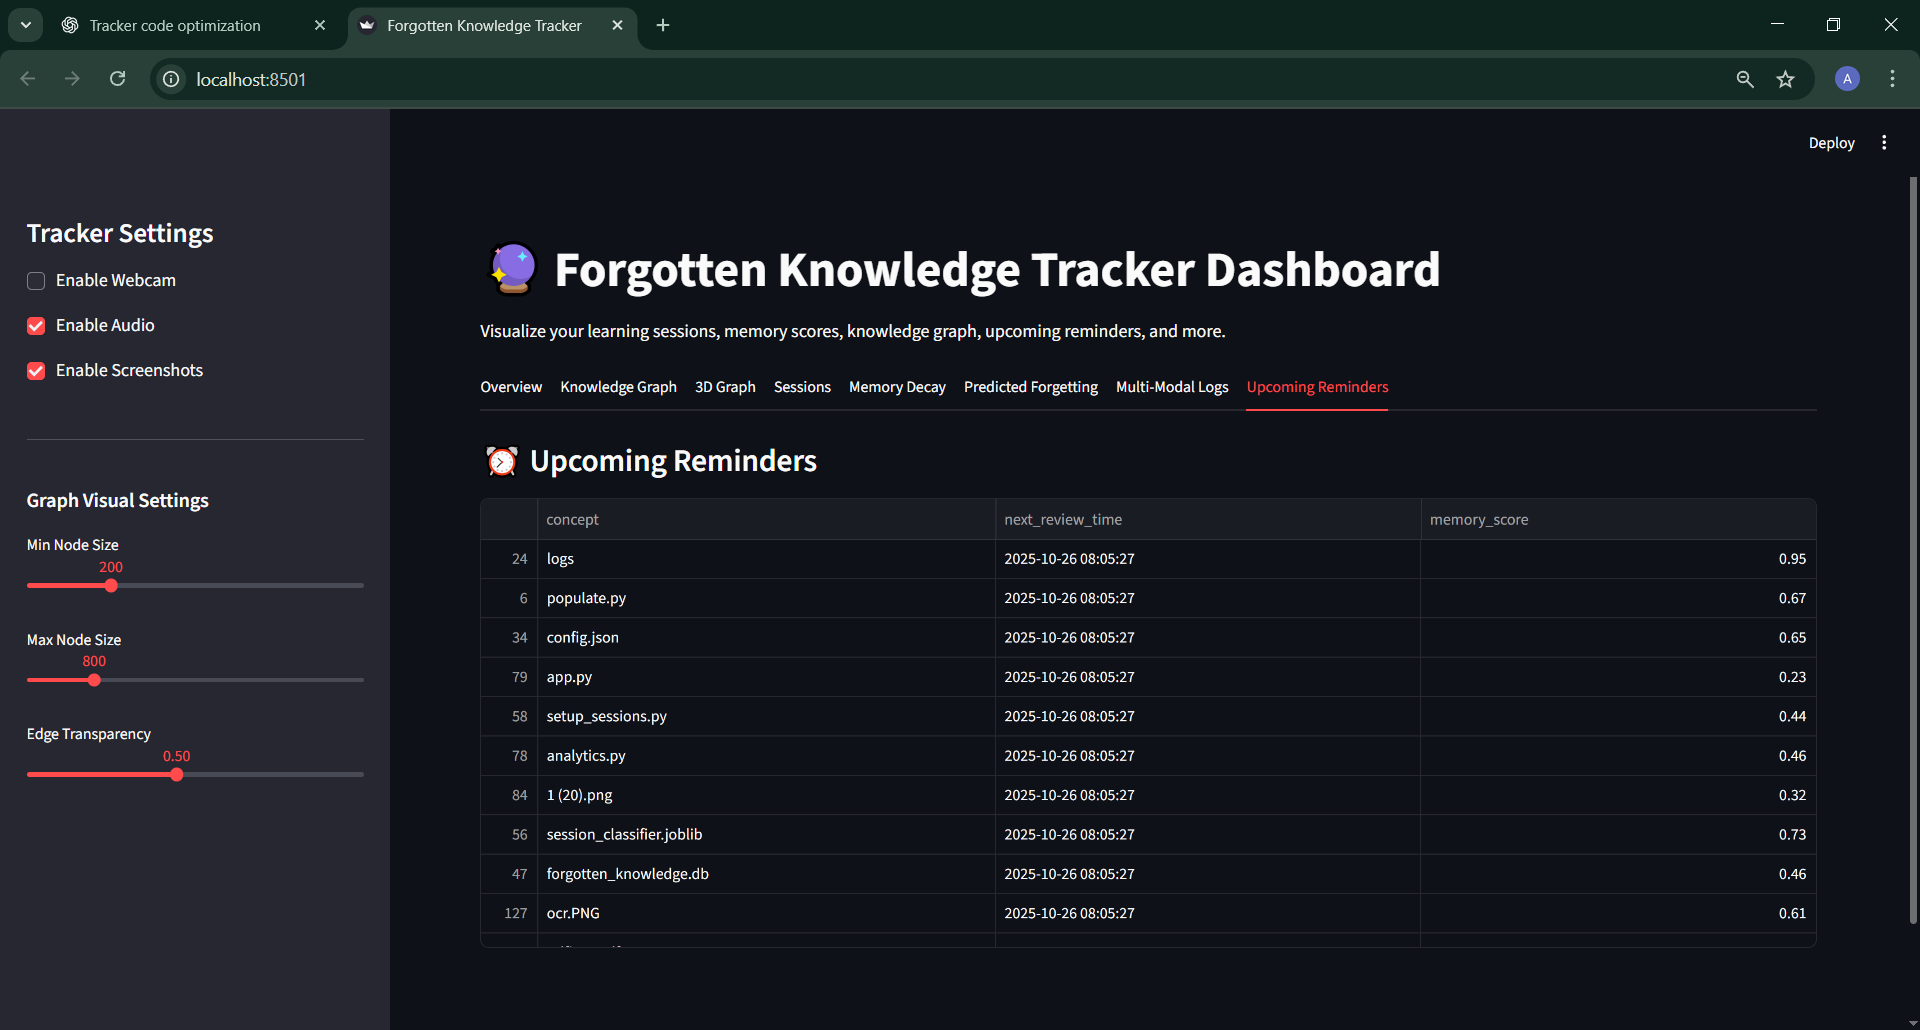 Tracker code optimization
Forgotten Knowledge Tracker
localhost:8501
A
Deploy
Tracker Settings
Enable Webcam
Enable Audio
Enable Screenshots
Graph Visual Settings
Min Node Size
200
Max Node Size
800
Edge Transparency
0.50
Forgotten Knowledge Tracker Dashboard
Visualize your learning sessions, memory scores, knowledge graph, upcoming reminders, and more.
Overview Knowledge Graph 3D Graph Sessions Memory Decay Predicted Forgetting Multi-Modal Logs Upcoming Reminders
Upcoming Reminders
concept next_review_time memory_score
24 logs 2025-10-26 08:05:27 0.95
6 populate.py 2025-10-26 08:05:27 0.67
34 config.json 2025-10-26 08:05:27 0.65
79 app.py 2025-10-26 08:05:27 0.23
58 setup_sessions.py 2025-10-26 08:05:27 0.44
78 analytics.py 2025-10-26 08:05:27 0.46
84 1 (20).png 2025-10-26 08:05:27 0.32
56 session_classifier.joblib 2025-10-26 08:05:27 0.73
47 forgotten_knowledge.db 2025-10-26 08:05:27 0.46
127 ocr.PNG 2025-10-26 08:05:27 0.61